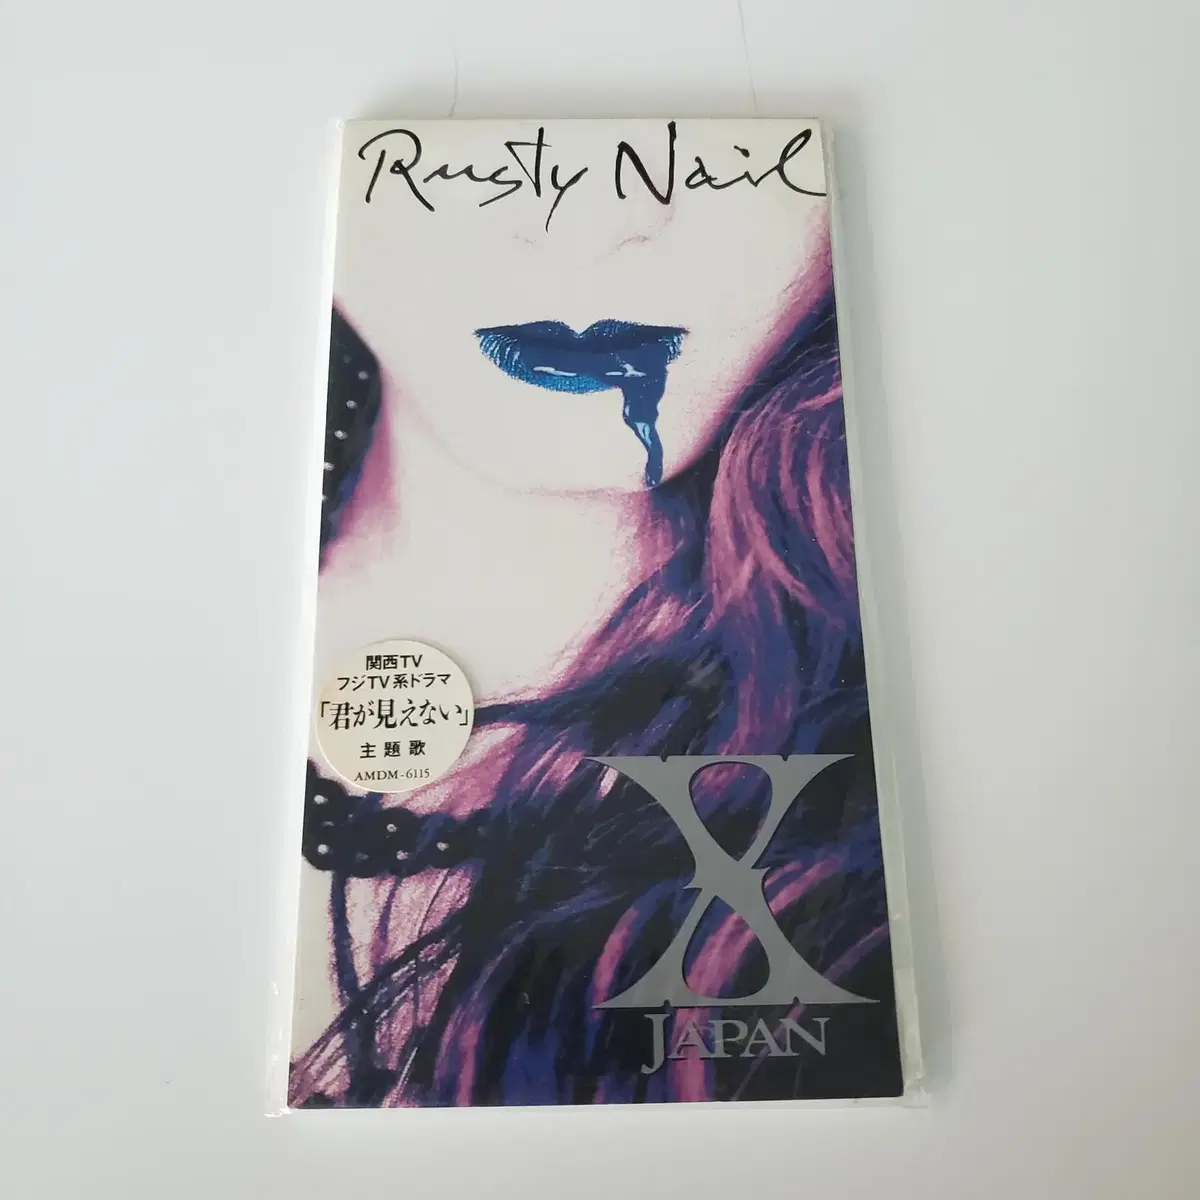 Rusty Nail
関西TV
フジTV系ドラマ
「君が見えない」
主題歌
AMDM-6115
X
JAPAN